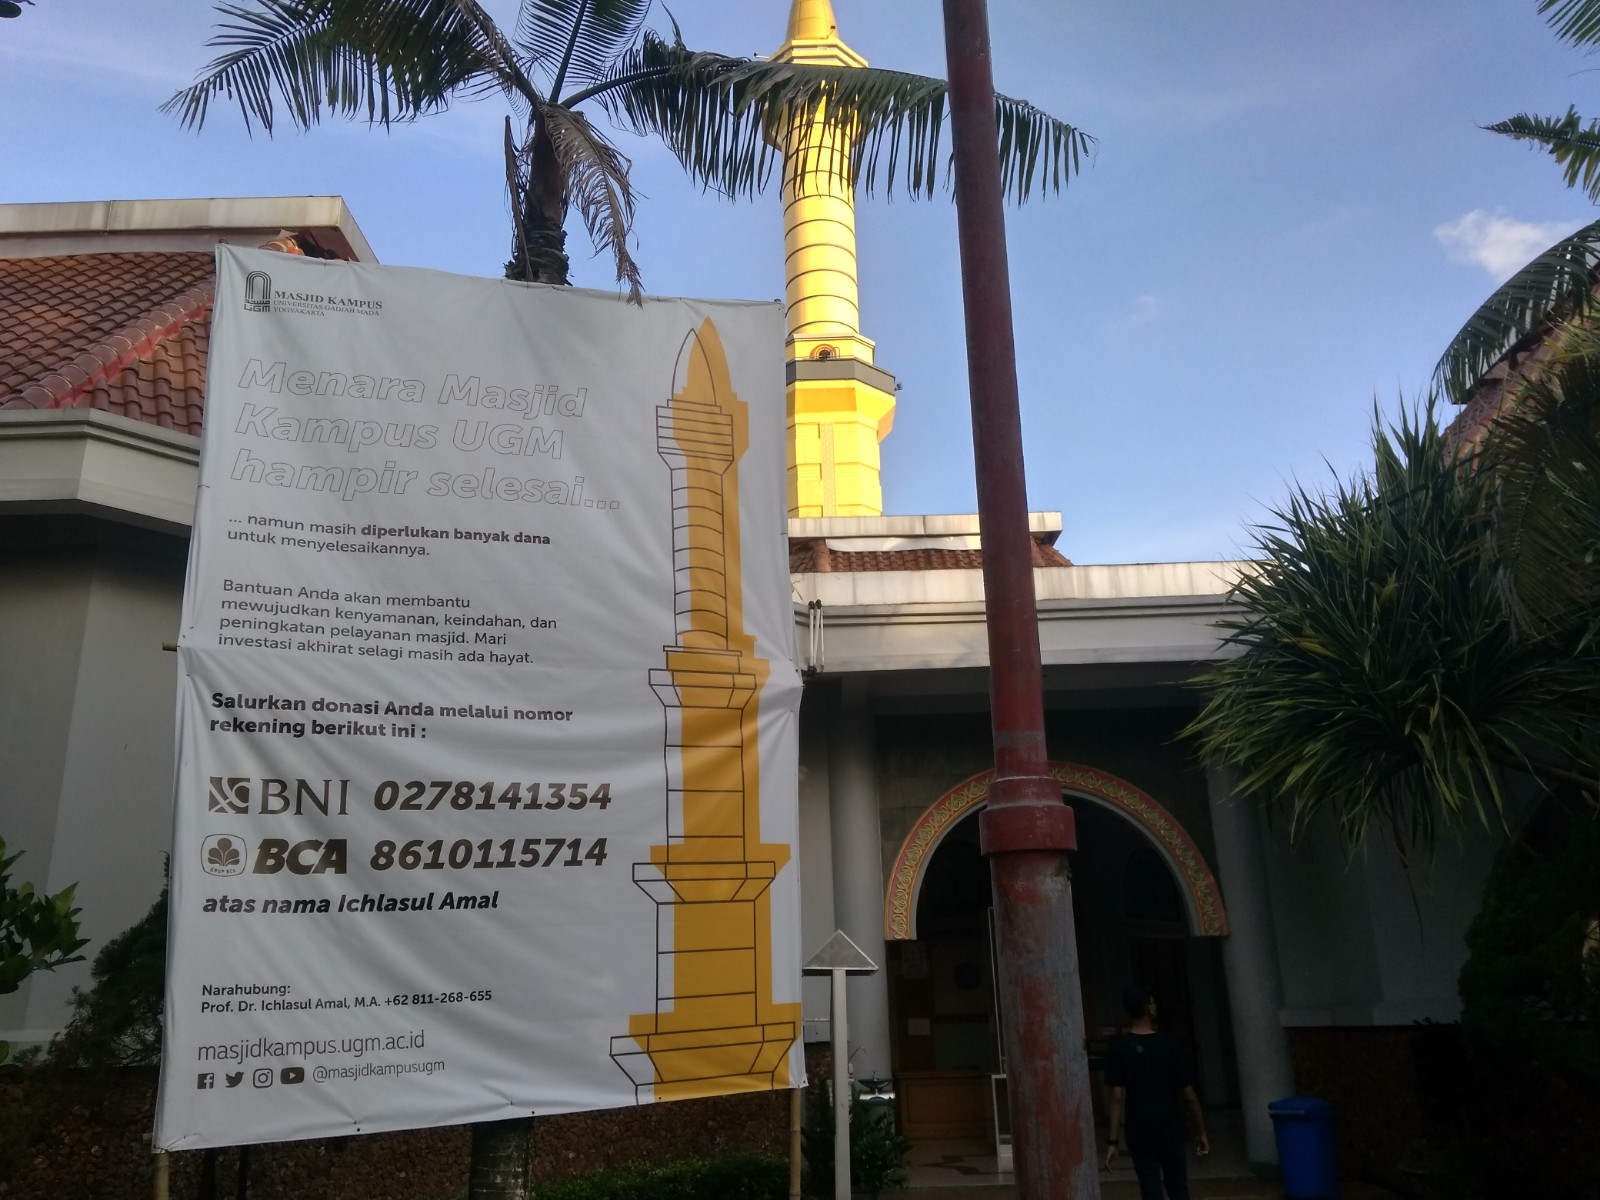 MASJID KAMPUS
UNIVERSITAS GADJAH MADA
YOGYAKARTA
UGM
Menara Masjid
Kampus UGM
hampir selesai...
... namun masih diperlukan banyak dana
untuk menyelesaikannya.
Bantuan Anda akan membantu
mewujudkan kenyamanan, keindahan, dan
peningkatan pelayanan masjid. Mari
investasi akhirat selagi masih ada hayat.
Salurkan donasi Anda melalui nomor
rekening berikut ini :
BNI 0278141354
BCA 8610115714
atas nama Ichlasul Amal
Narahubung:
Prof. Dr. Ichlasul Amal, M.A. +62 811-268-655
masjidkampus.ugm.ac.id
@masjidkampusugm